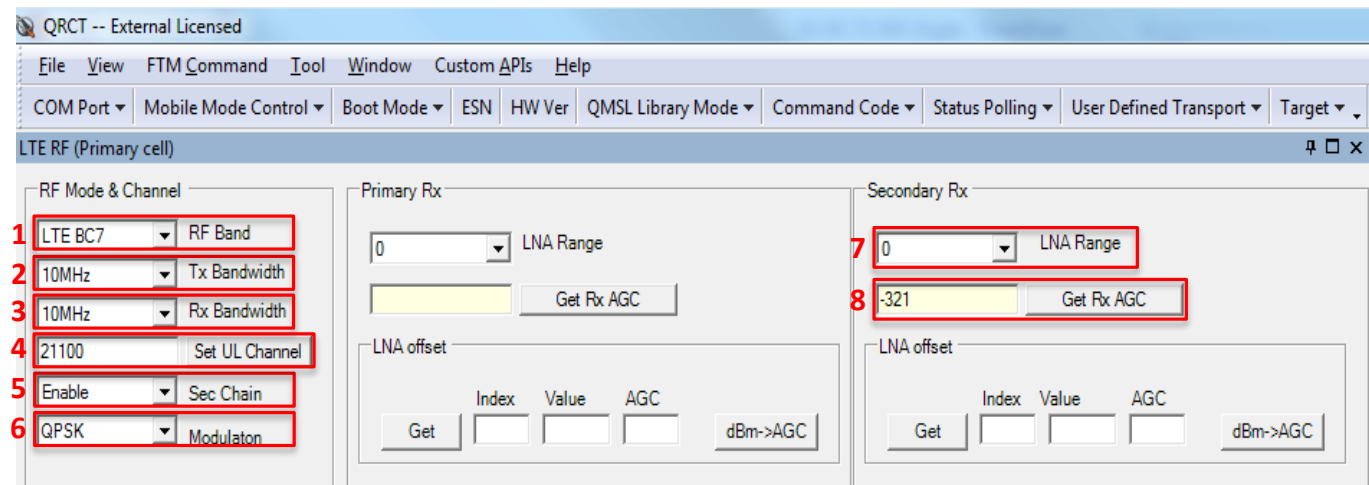 QRCT -- External Licensed
File View FTM Command Tool Window Custom APIs Help
COM Port Mobile Mode Control Boot Mode ESN HW Ver QMSL Library Mode Command Code Status Polling User Defined Transport Target
LTE RF (Primary cell)
RF Mode & Channel
1 LTE BC7 RF Band
2 10MHz Tx Bandwidth
3 10MHz Rx Bandwidth
4 21100 Set UL Channel
5 Enable Sec Chain
6 QPSK Modulaton
Primary Rx
0 LNA Range
Get Rx AGC
LNA offset
Index Value AGC
Get dBm->AGC
Secondary Rx
7 0 LNA Range
8 -321 Get Rx AGC
LNA offset
Index Value AGC
Get dBm->AGC